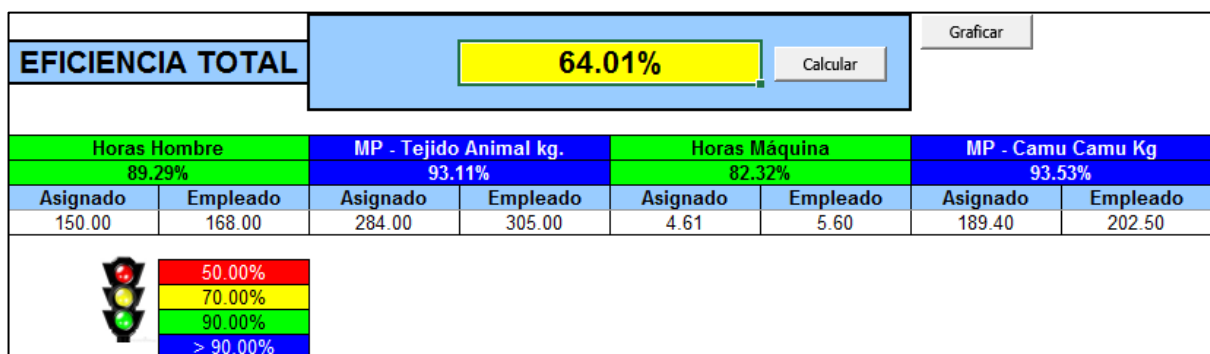 Graficar
EFICIENCIA TOTAL 64.01% Calcular
Horas Hombre MP - Tejido Animal kg. Horas Máquina MP - Camu Camu Kg
89.29% 93.11% 82.32% 93.53%
Asignado Empleado Asignado Empleado Asignado Empleado Asignado Empleado
150.00 168.00 284.00 305.00 4.61 5.60 189.40 202.50
50.00%
70.00%
90.00%
> 90.00%